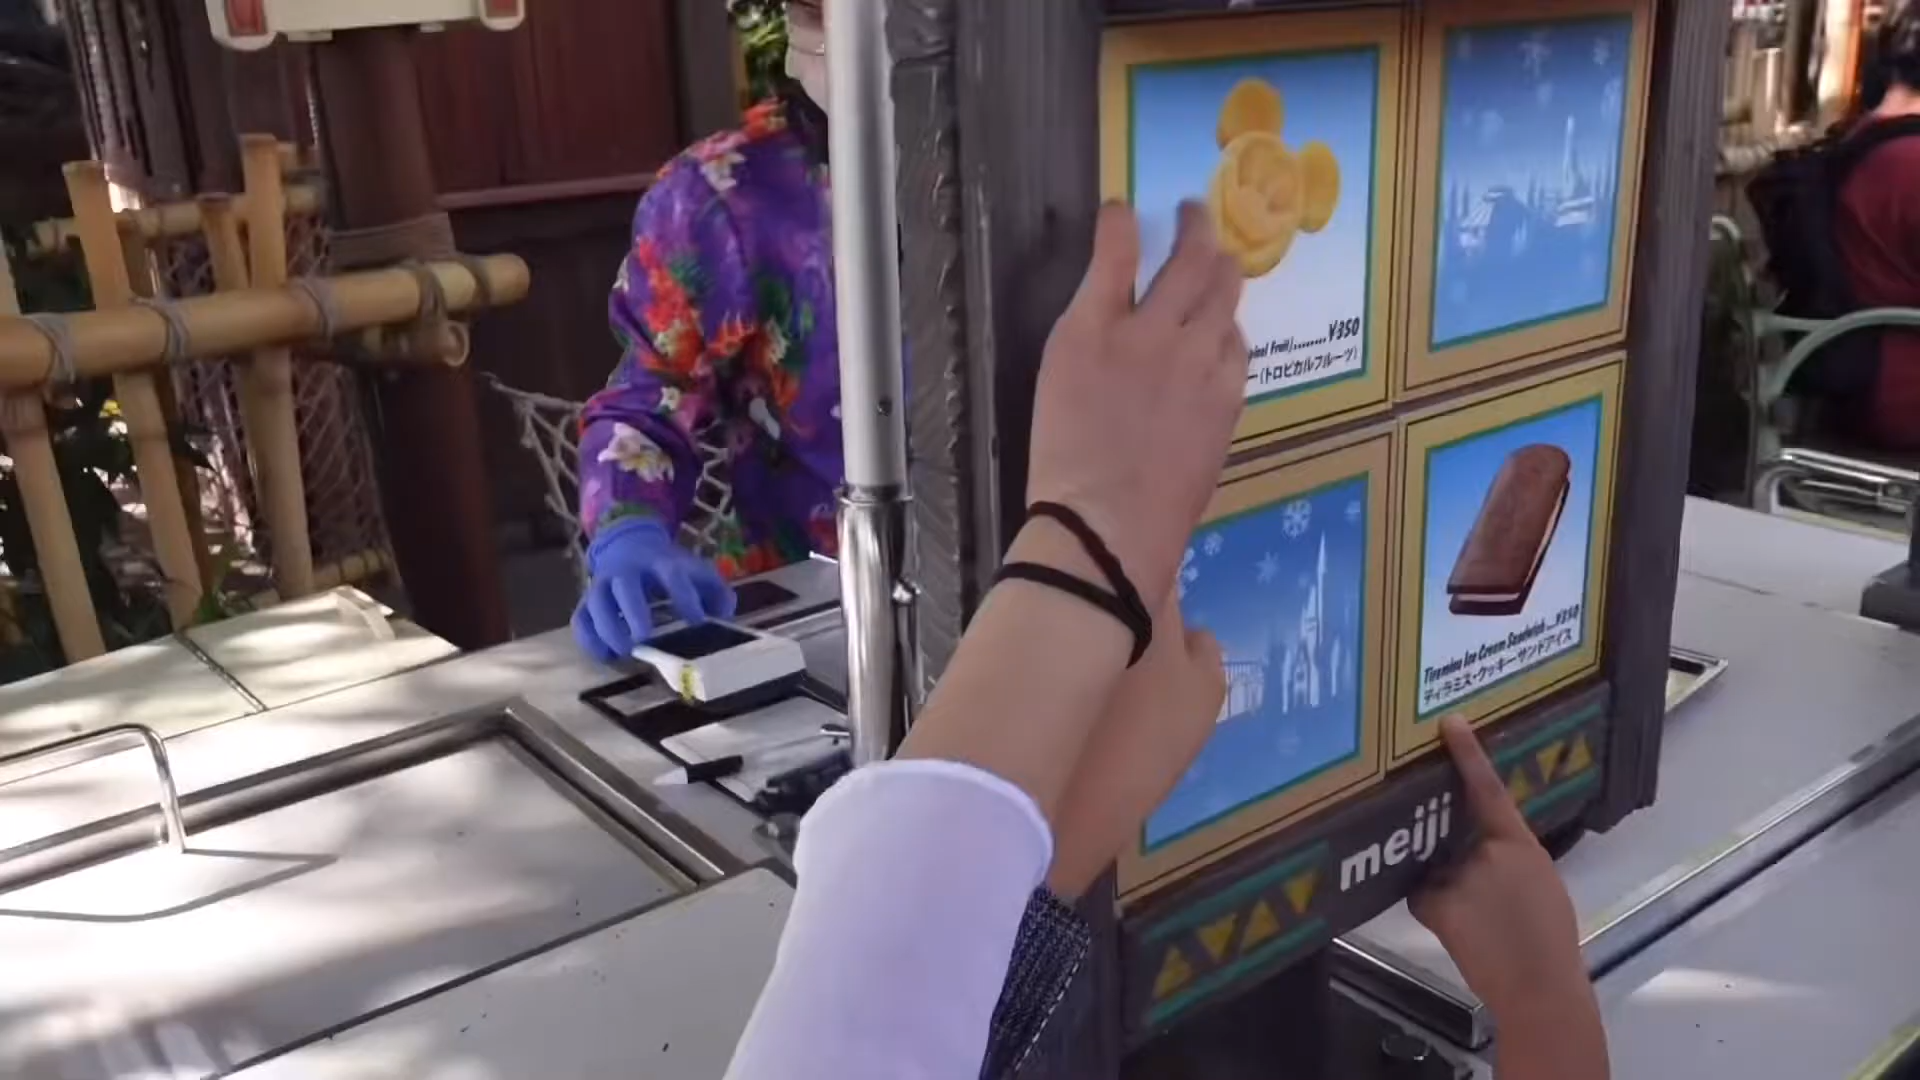 pical Fruit)........¥350
ー(トロピカルフルーツ)
Tiramisu Ice Cream Sandwich ...¥350
ティラミス・クッキーサンドアイス
meiji